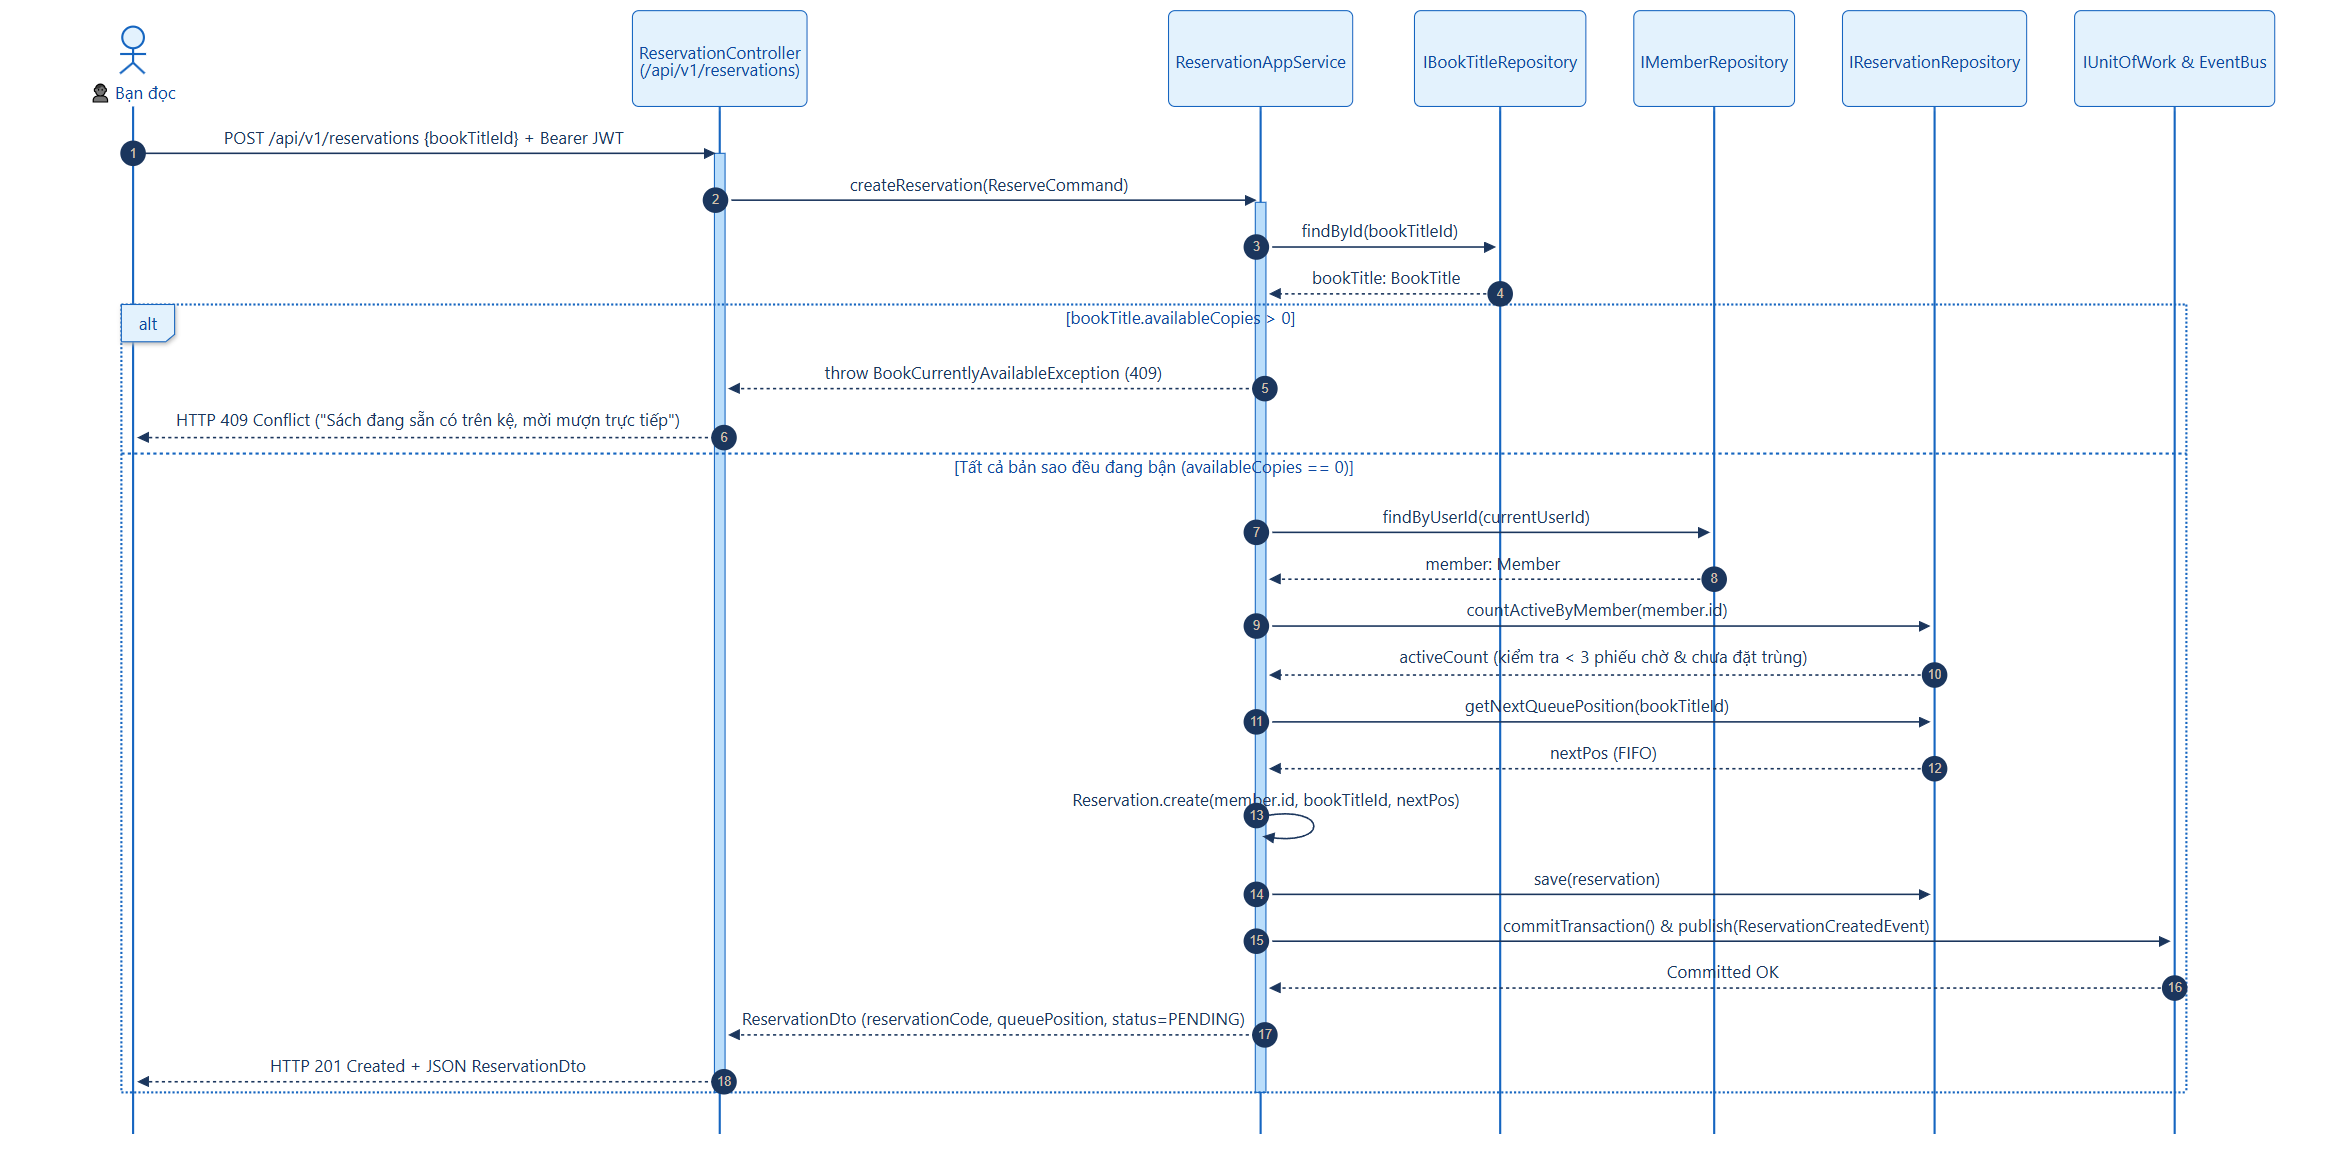 ReservationController
(/api/v1/reservations)
ReservationAppService
IBookTitleRepository
IMemberRepository
IReservationRepository
IUnitOfWork & EventBus
Bạn đọc
POST /api/v1/reservations {bookTitleId} + Bearer JWT
1
createReservation(ReserveCommand)
2
findById(bookTitleId)
3
bookTitle: BookTitle
4
alt
[bookTitle.availableCopies > 0]
throw BookCurrentlyAvailableException (409)
5
HTTP 409 Conflict ("Sách đang sẵn có trên kệ, mời mượn trực tiếp")
6
[Tất cả bản sao đều đang bận (availableCopies == 0)]
findByUserId(currentUserId)
7
member: Member
8
countActiveByMember(member.id)
9
activeCount (kiểm tra < 3 phiếu chờ & chưa đặt trùng)
10
getNextQueuePosition(bookTitleId)
11
nextPos (FIFO)
12
Reservation.create(member.id, bookTitleId, nextPos)
13
save(reservation)
14
commitTransaction() & publish(ReservationCreatedEvent)
15
Committed OK
16
ReservationDto (reservationCode, queuePosition, status=PENDING)
17
HTTP 201 Created + JSON ReservationDto
18